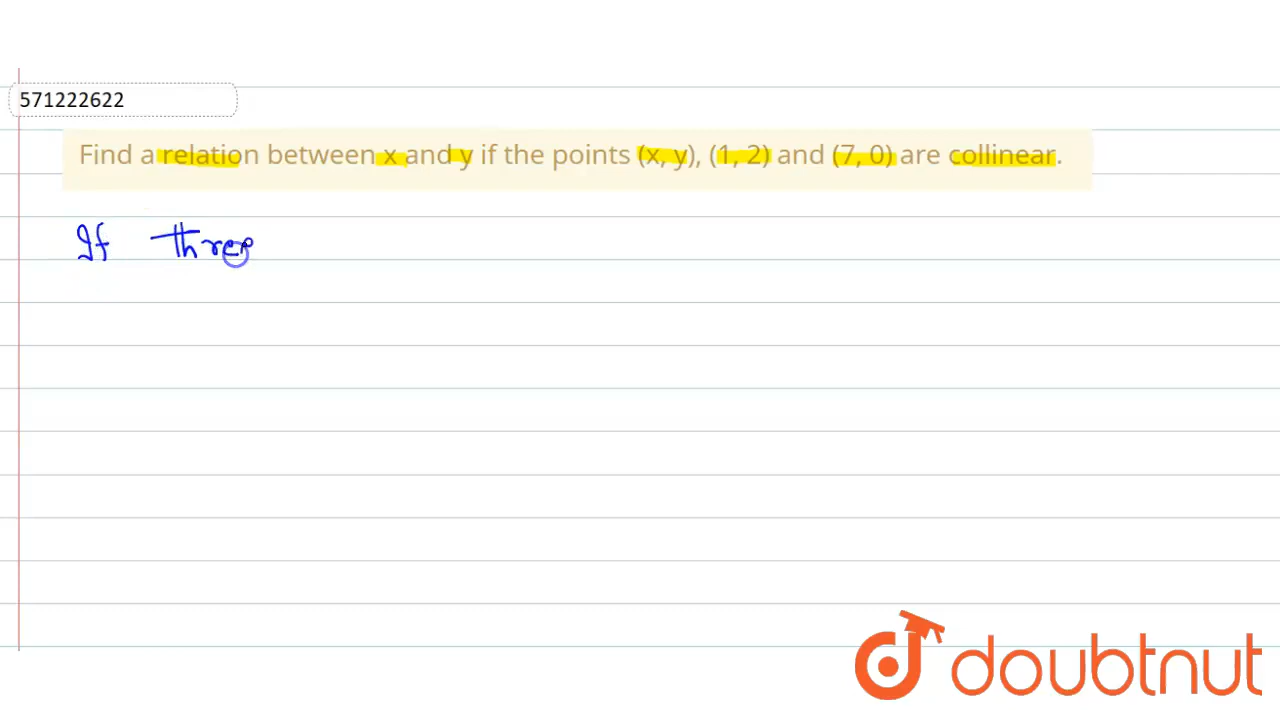 571222622
Find a relation between x and y if the points (x, y), (1, 2) and (7, 0) are collinear.
If three
doubtnut